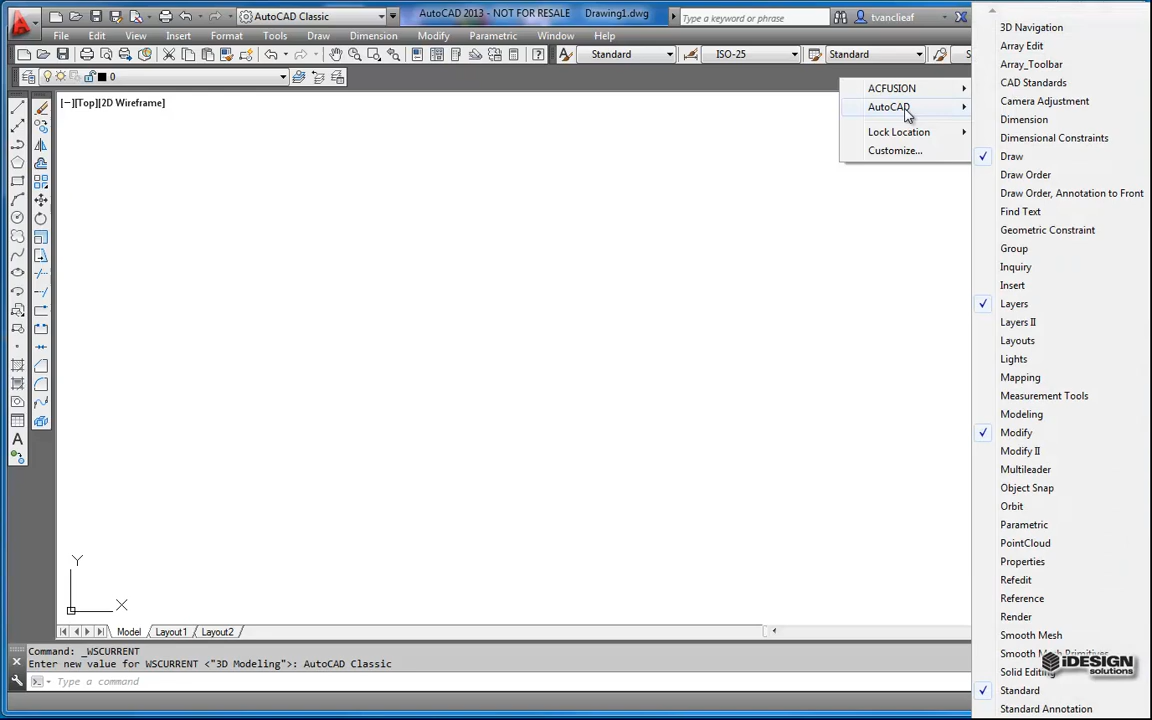 AutoCAD Classic
AutoCAD 2013 - NOT FOR RESALE Drawing1.dwg
Type a keyword or phrase
tvanclieaf
File Edit View Insert Format Tools Draw Dimension Modify Parametric Window Help
Standard ISO-25 Standard S
0
[−][Top][2D Wireframe]
ACFUSION
AutoCAD
Lock Location
Customize...
3D Navigation
Array Edit
Array_Toolbar
CAD Standards
Camera Adjustment
Dimension
Dimensional Constraints
Draw
Draw Order
Draw Order, Annotation to Front
Find Text
Geometric Constraint
Group
Inquiry
Insert
Layers
Layers II
Layouts
Lights
Mapping
Measurement Tools
Modeling
Modify
Modify II
Multileader
Object Snap
Orbit
Parametric
PointCloud
Properties
Refedit
Reference
Render
Smooth Mesh
Smooth Mesh Primitives
Solid Editing
Standard
Standard Annotation
iDESIGN
solutions
A
Y
X
Model Layout1 Layout2
Command: _WSCURRENT
Enter new value for WSCURRENT <"3D Modeling">: AutoCAD Classic
Type a command